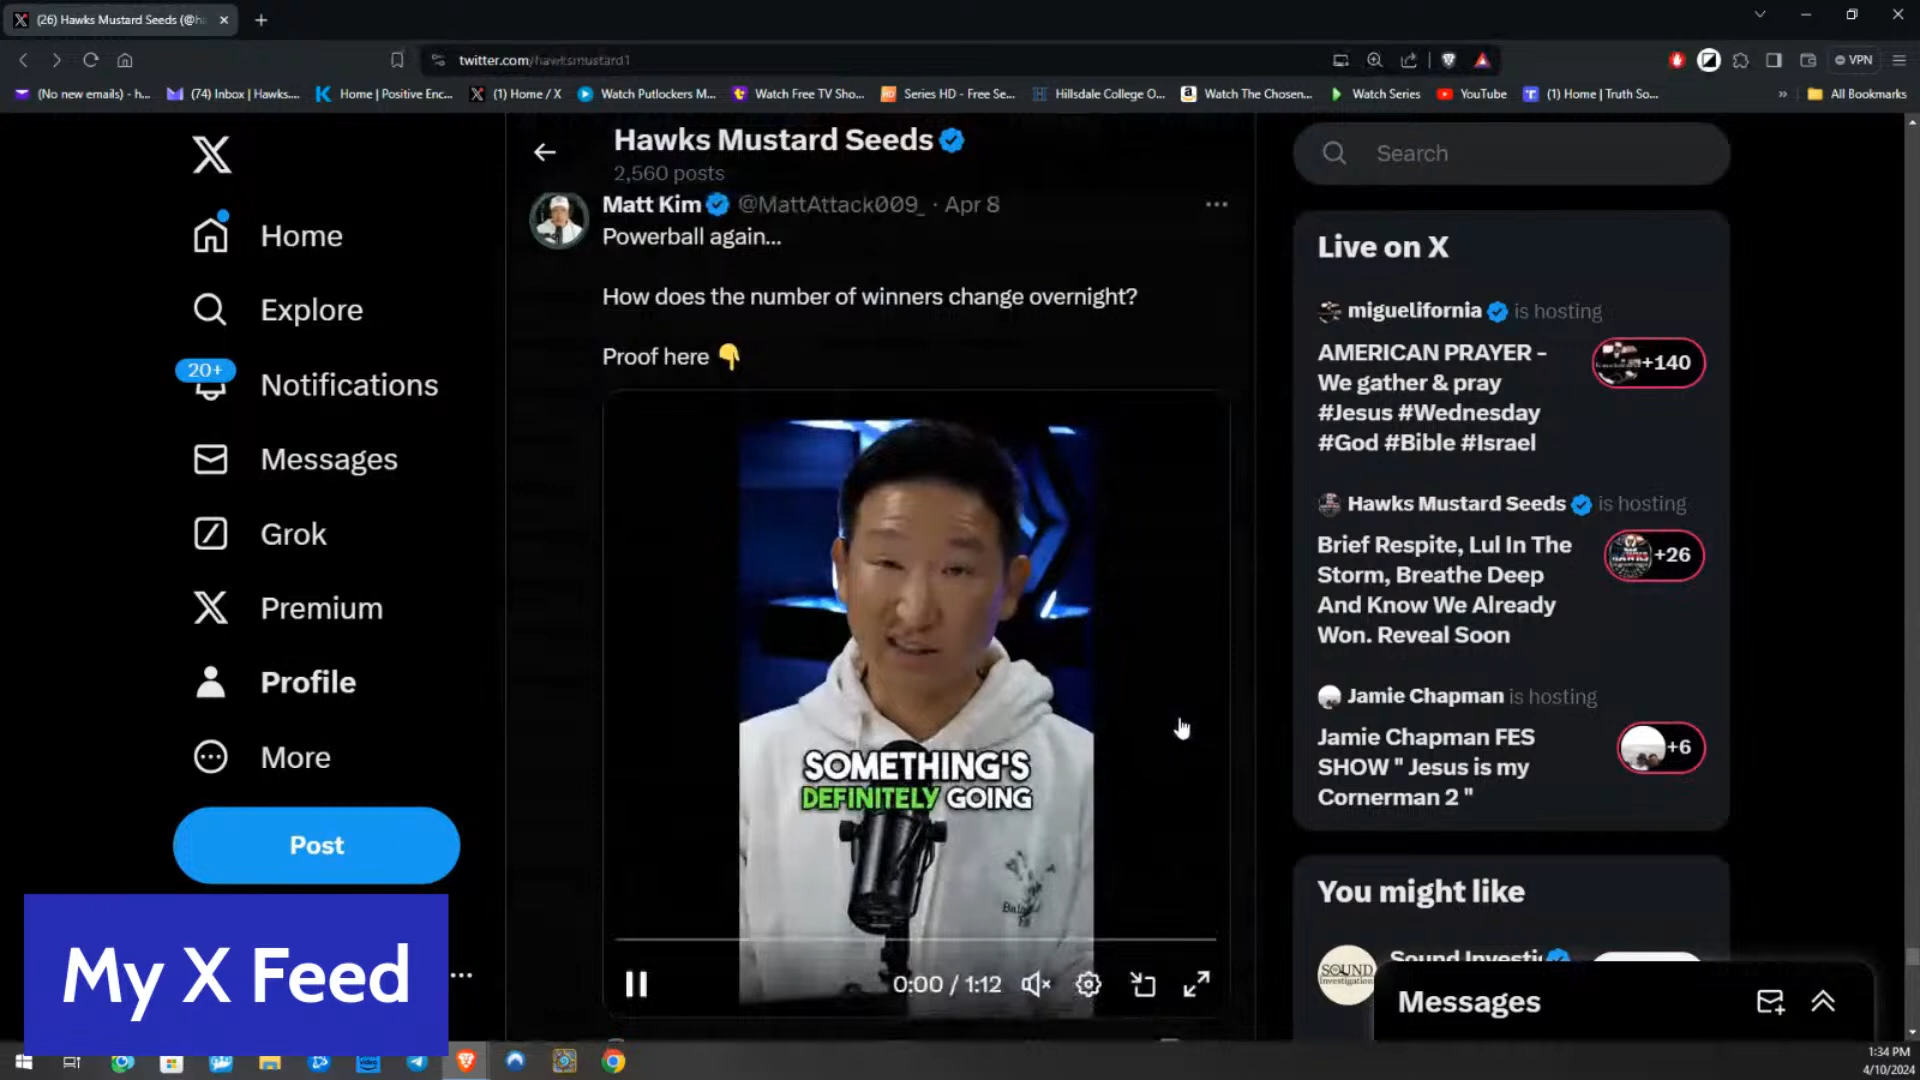 (26) Hawks Mustard Seeds (@ha
twitter.com/hawksmustard1
VPN
(No new emails) - h...
(74) Inbox | Hawks....
Home | Positive Enc...
(1) Home / X
Watch Putlockers M...
Watch Free TV Sho...
Series HD - Free Se...
Hillsdale College O...
Watch The Chosen...
Watch Series
YouTube
(1) Home | Truth So...
»
All Bookmarks
Home
Explore
20+
Notifications
Messages
Grok
Premium
Profile
More
Post
My X Feed
Hawks Mustard Seeds
2,560 posts
Matt Kim @MattAttack009_ · Apr 8
Powerball again...
How does the number of winners change overnight?
Proof here
SOMETHING'S
DEFINITELY GOING
0:00 / 1:12
Search
Live on X
miguelifornia is hosting
AMERICAN PRAYER -
We gather & pray
#Jesus #Wednesday
#God #Bible #Israel
+140
Hawks Mustard Seeds is hosting
Brief Respite, Lul In The
Storm, Breathe Deep
And Know We Already
Won. Reveal Soon
+26
Jamie Chapman is hosting
Jamie Chapman FES
SHOW " Jesus is my
Cornerman 2 "
+6
You might like
Sound Investi
SOUND
Investigation
Messages
1:34 PM
4/10/2024